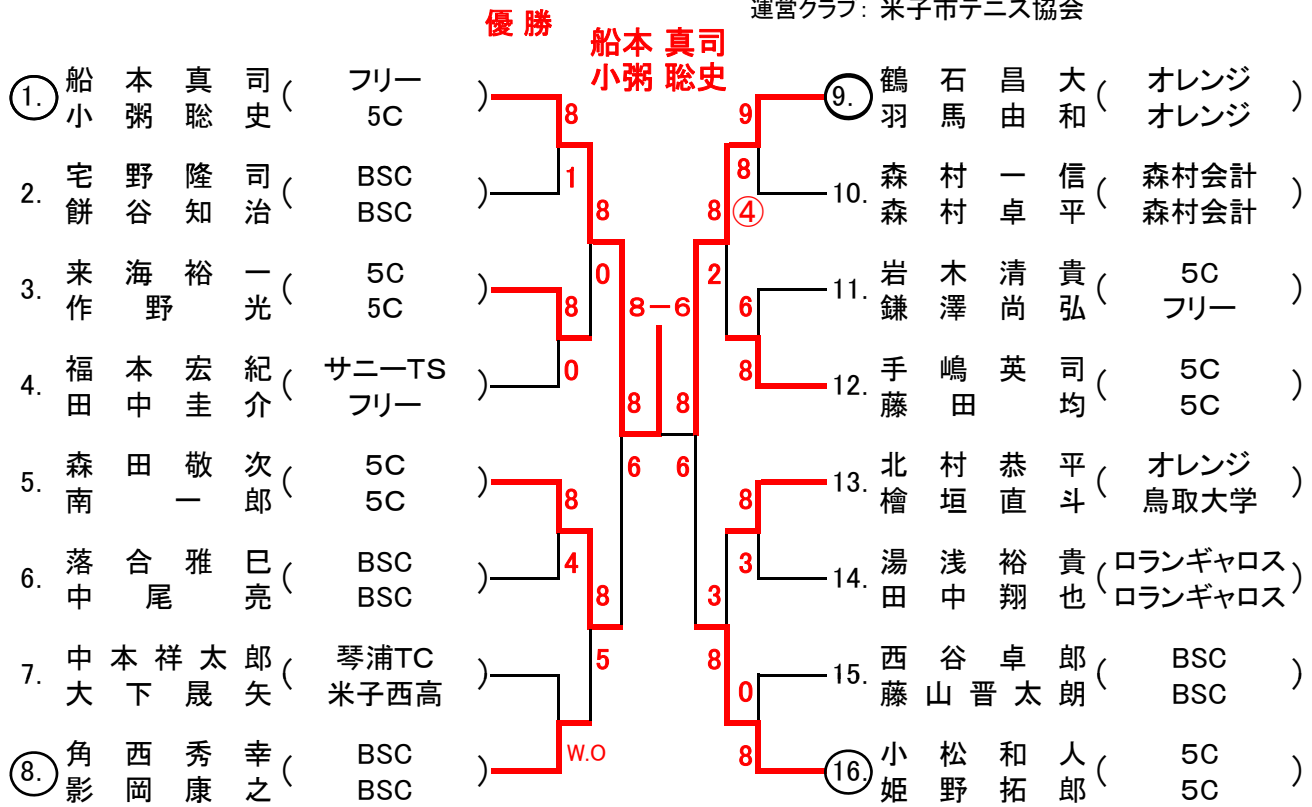 運営クラブ: 米子市テニス協会
優 勝
船本 真司
小粥 聡史
1. 船本真司 ( フリー )
小粥聡史 5C
2. 宅野隆司 ( BSC )
餅谷知治 BSC
3. 来海裕一 ( 5C )
作野光 5C
4. 福本宏紀 ( サニーTS )
田中圭介 フリー
5. 森田敬次 ( 5C )
南一郎 5C
6. 落合雅巳 ( BSC )
中尾亮 BSC
7. 中本祥太郎 ( 琴浦TC )
大下晟矢 米子西高
8. 角西秀幸 ( BSC )
影岡康之 BSC
8
1
8
0
8
0
8
6
8
4
8
5
W.O
8-6
9
8
④
8
2
6
8
8
6
8
3
3
8
0
8
9. 鶴石昌大 ( オレンジ )
羽馬由和 オレンジ
10. 森村一信 ( 森村会計 )
森村卓平 森村会計
11. 岩木清貴 ( 5C )
鎌澤尚弘 フリー
12. 手嶋英司 ( 5C )
藤田均 5C
13. 北村恭平 ( オレンジ )
檜垣直斗 鳥取大学
14. 湯浅裕貴 ( ロランギャロス )
田中翔也 ロランギャロス
15. 西谷卓郎 ( BSC )
藤山晋太朗 BSC
16. 小松和人 ( 5C )
姫野拓郎 5C